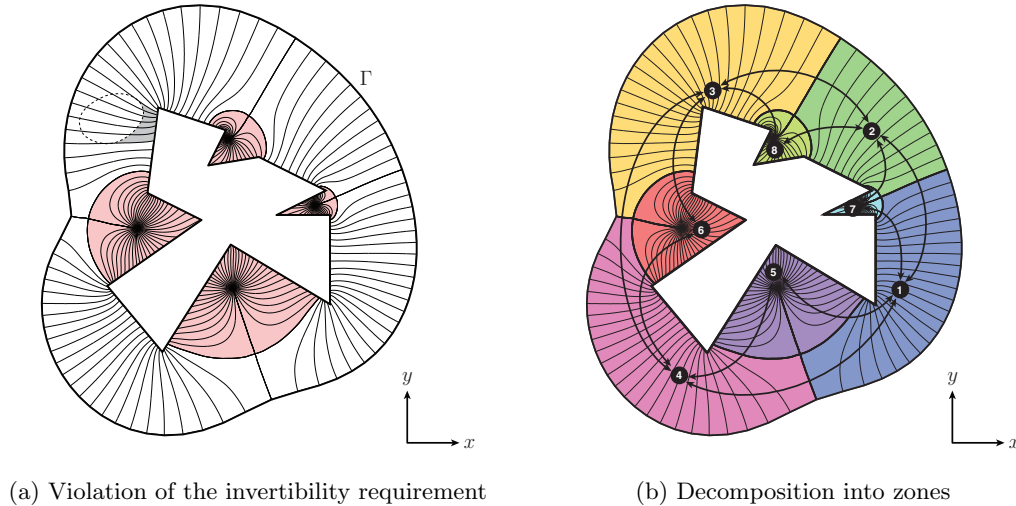 Γ
y
x
3
2
8
7
6
5
1
4
y
x
(a) Violation of the invertibility requirement
(b) Decomposition into zones